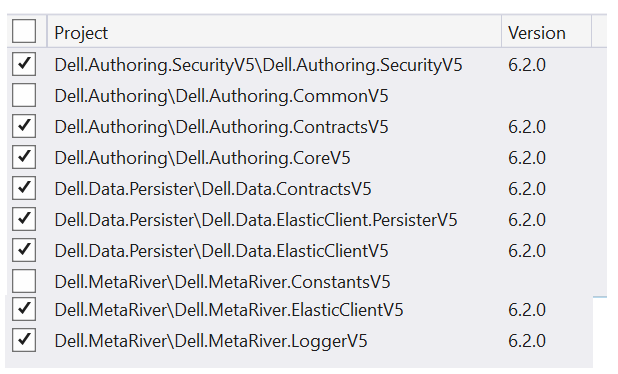 Project Version
Dell.Authoring.SecurityV5\Dell.Authoring.SecurityV5 6.2.0
Dell.Authoring\Dell.Authoring.CommonV5
Dell.Authoring\Dell.Authoring.ContractsV5 6.2.0
Dell.Authoring\Dell.Authoring.CoreV5 6.2.0
Dell.Data.Persister\Dell.Data.ContractsV5 6.2.0
Dell.Data.Persister\Dell.Data.ElasticClient.PersisterV5 6.2.0
Dell.Data.Persister\Dell.Data.ElasticClientV5 6.2.0
Dell.MetaRiver\Dell.MetaRiver.ConstantsV5
Dell.MetaRiver\Dell.MetaRiver.ElasticClientV5 6.2.0
Dell.MetaRiver\Dell.MetaRiver.LoggerV5 6.2.0